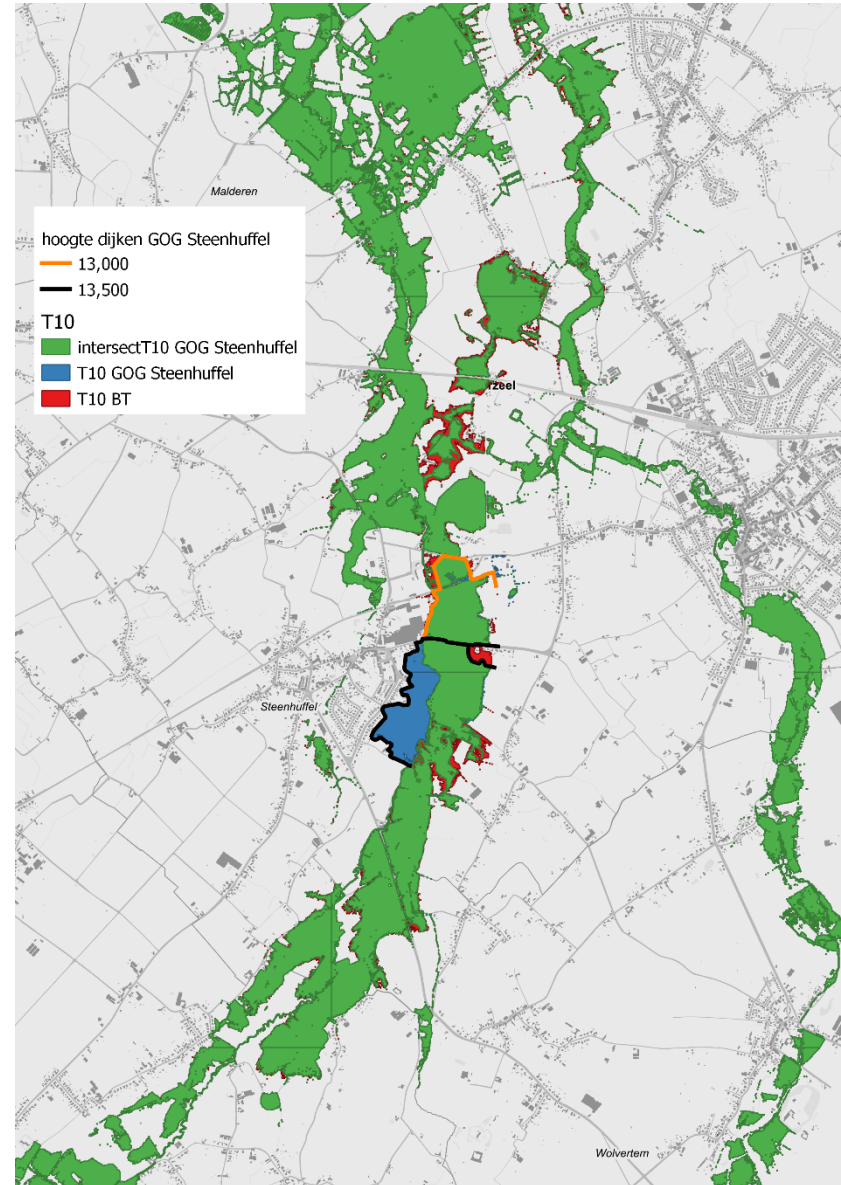 Malderen
hoogte dijken GOG Steenhuffel
13,000
13,500
T10
intersectT10 GOG Steenhuffel
T10 GOG Steenhuffel
T10 BT
rzeel
Steenhuffel
Wolvertem